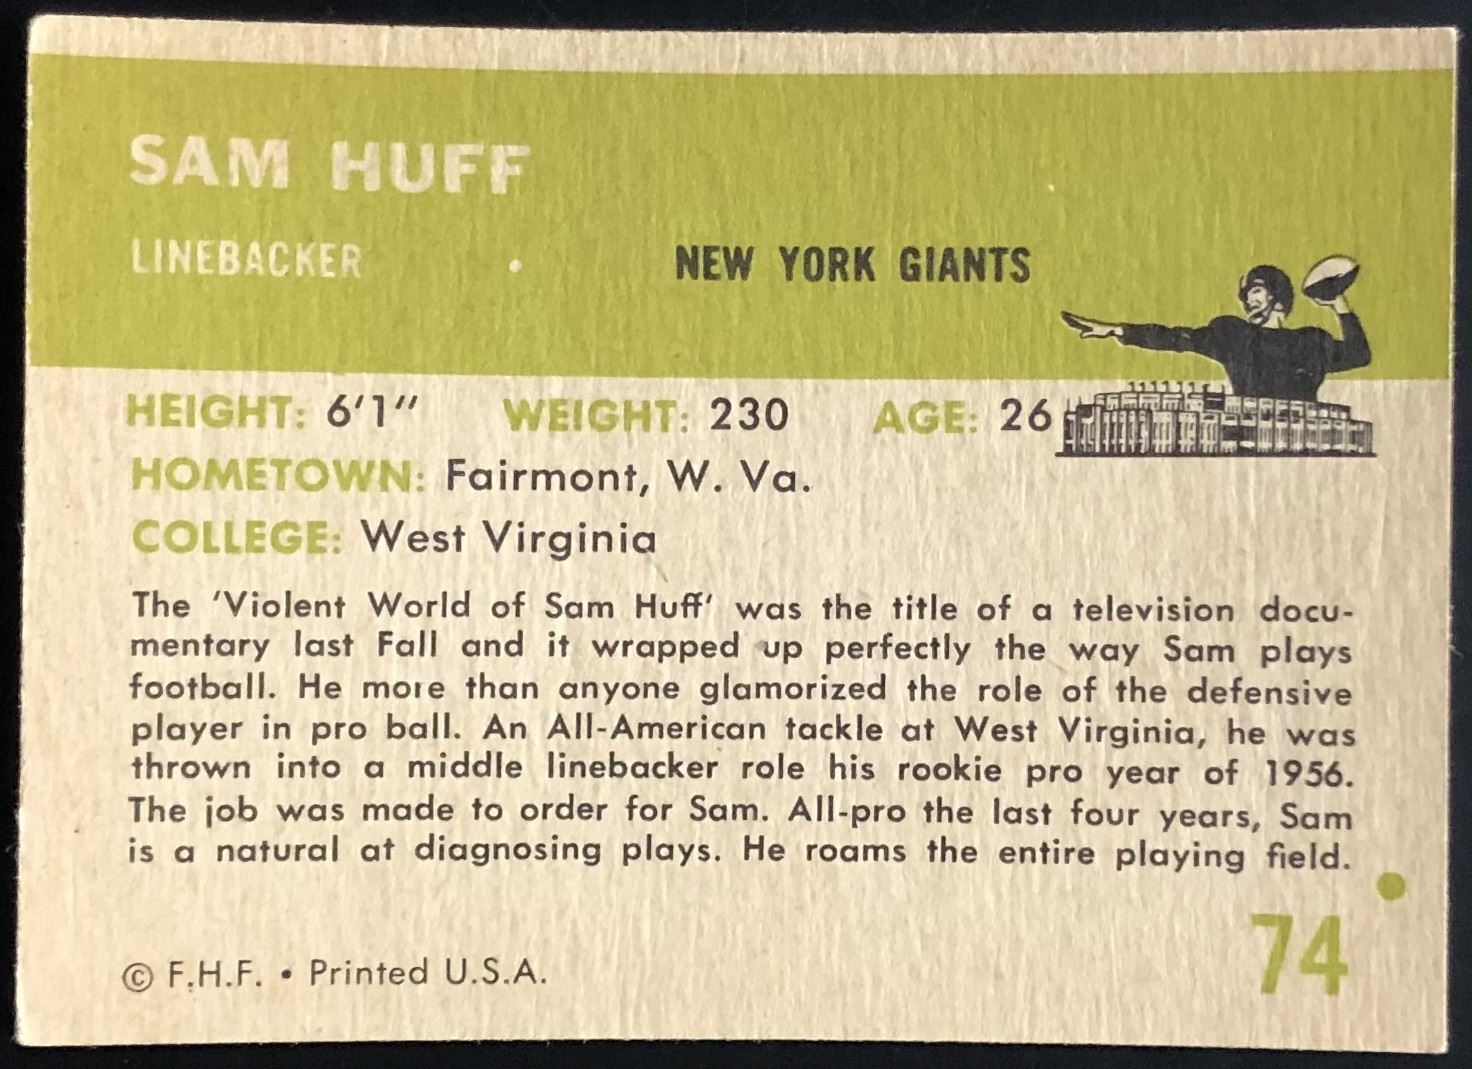 SAM HUFF
LINEBACKER
NEW YORK GIANTS
HEIGHT: 6'1" WEIGHT: 230 AGE: 26
HOMETOWN: Fairmont, W. Va.
COLLEGE: West Virginia
The 'Violent World of Sam Huff' was the title of a television docu-
mentary last Fall and it wrapped up perfectly the way Sam plays
football. He more than anyone glamorized the role of the defensive
player in pro ball. An All-American tackle at West Virginia, he was
thrown into a middle linebacker role his rookie pro year of 1956.
The job was made to order for Sam. All-pro the last four years, Sam
is a natural at diagnosing plays. He roams the entire playing field.
74
© F.H.F. • Printed U.S.A.